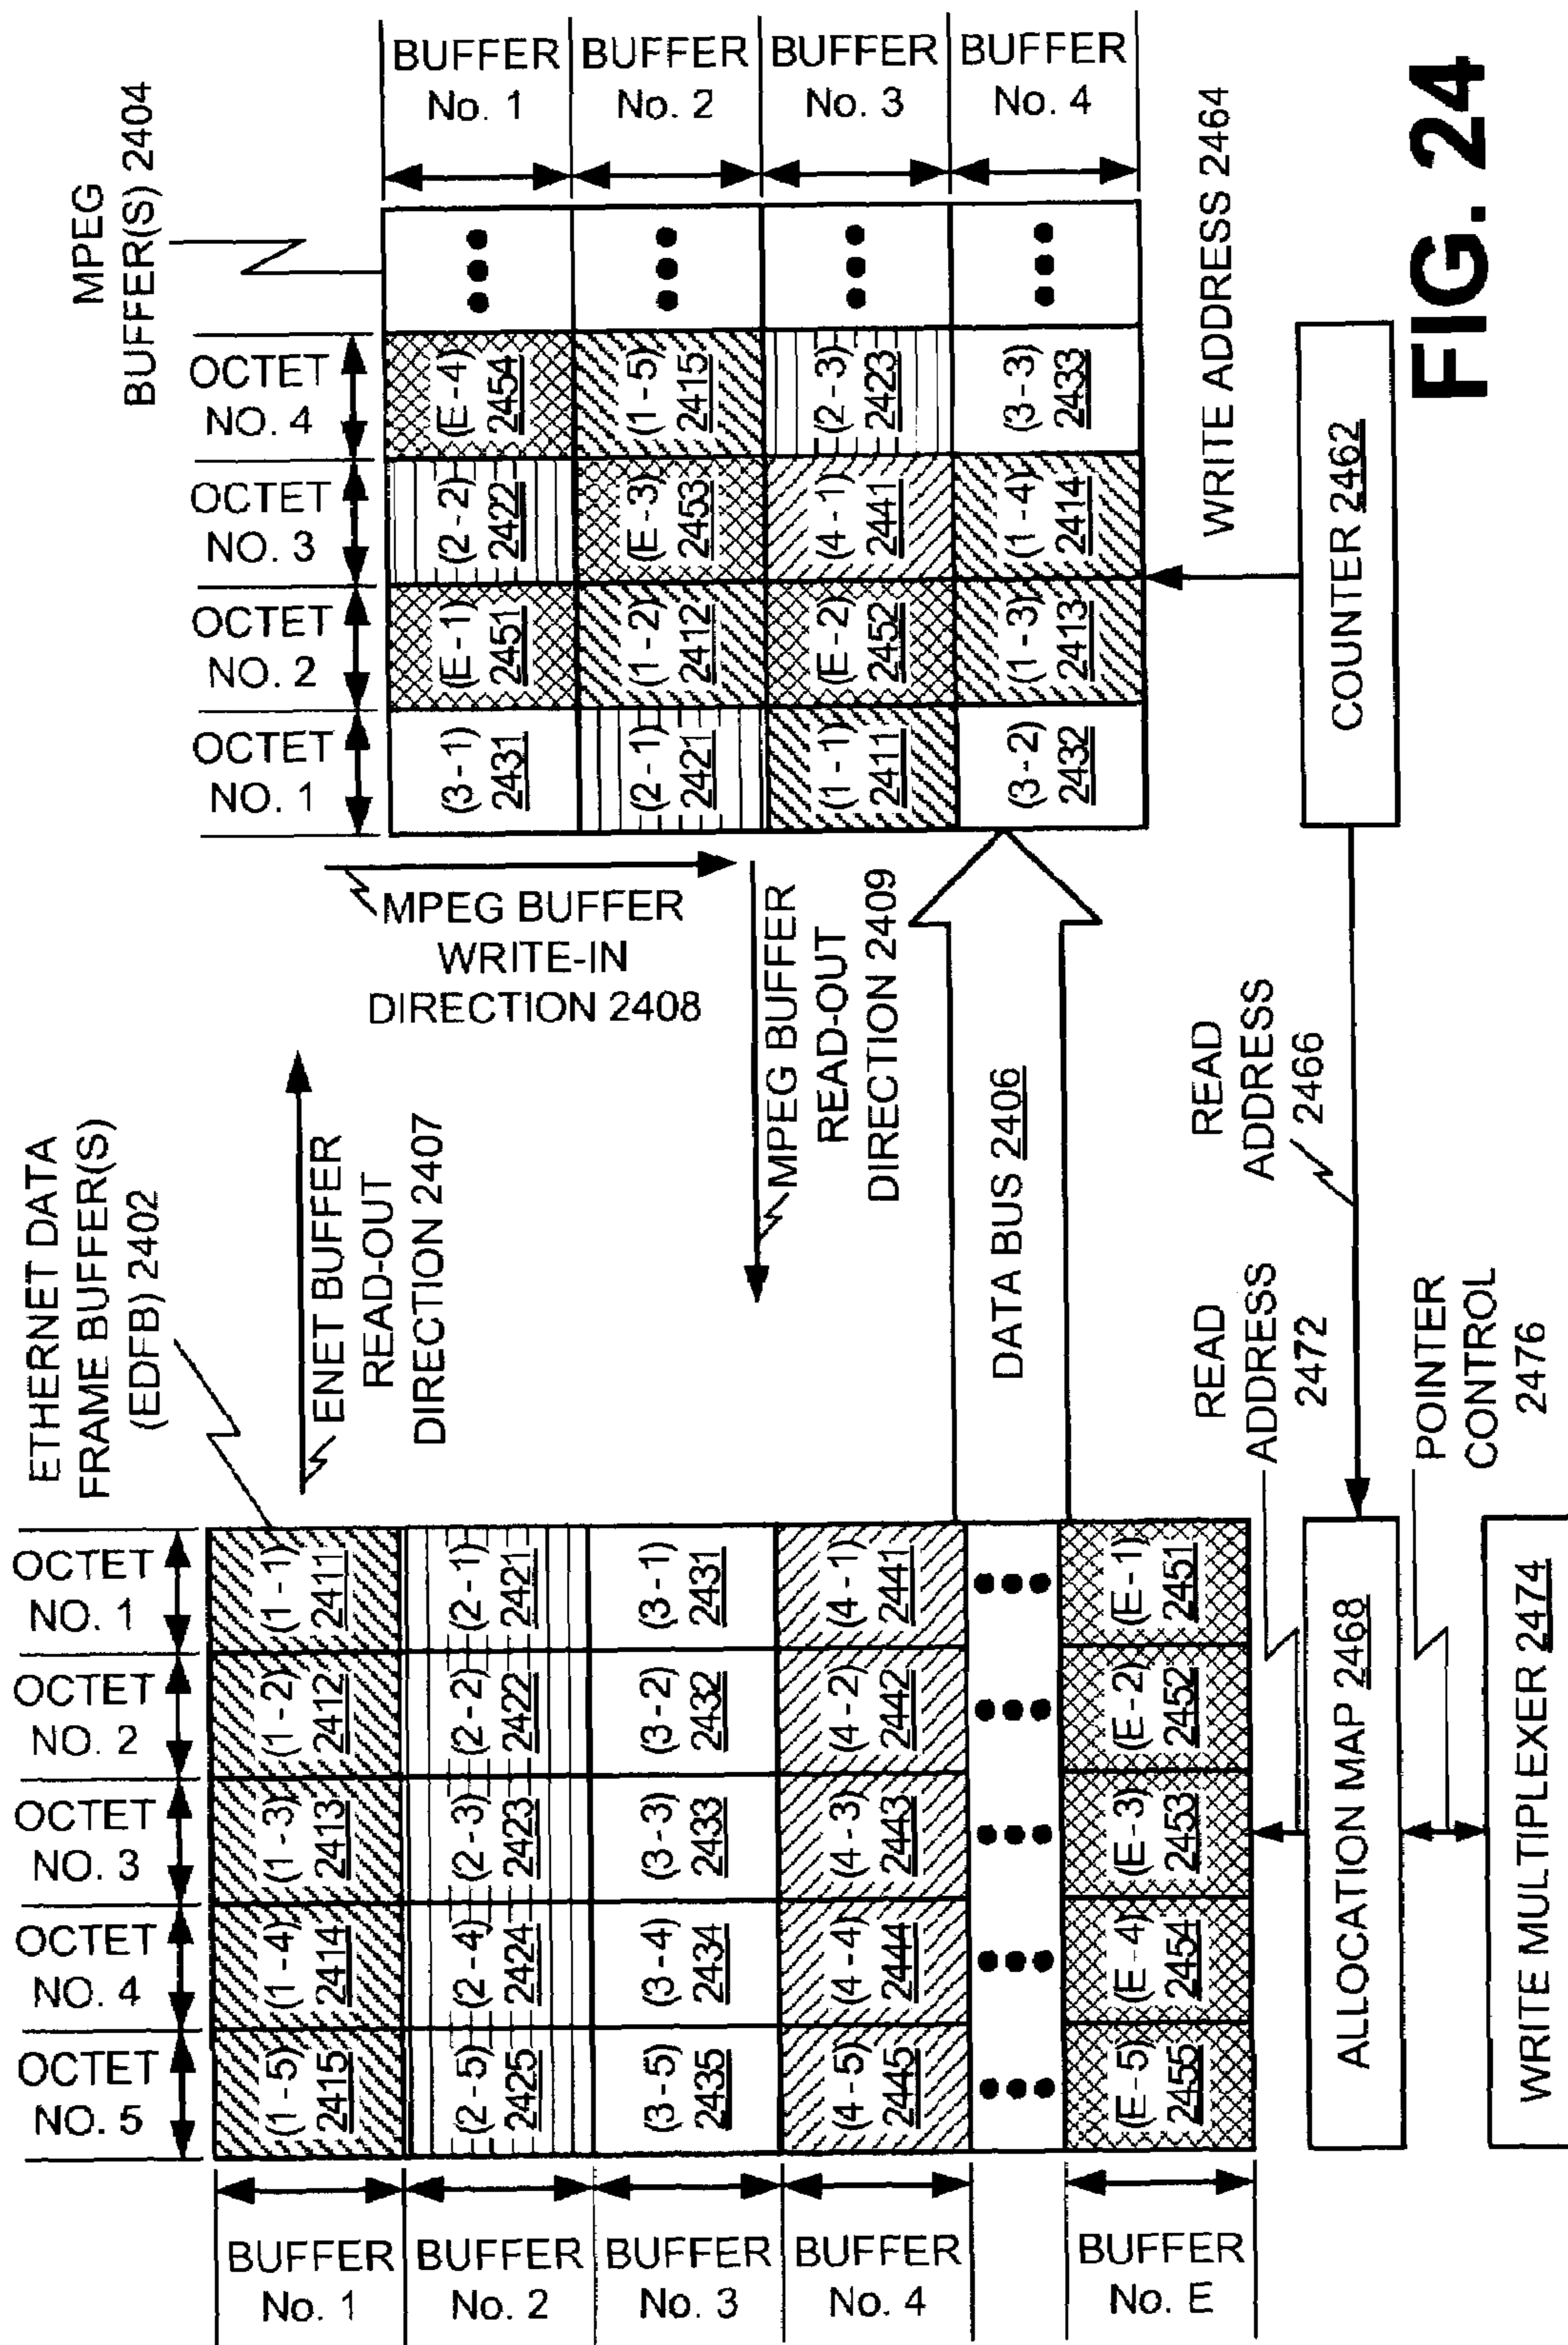 ETHERNET DATA
FRAME BUFFER(S)
(EDFB) 2402
OCTET
NO. 5
OCTET
NO. 4
OCTET
NO. 3
OCTET
NO. 2
OCTET
NO. 1
BUFFER
No. 1
(1-5)
2415
(1-4)
2414
(1-3)
2413
(1-2)
2412
(1-1)
2411
BUFFER
No. 2
(2-5)
2425
(2-4)
2424
(2-3)
2423
(2-2)
2422
(2-1)
2421
BUFFER
No. 3
(3-5)
2435
(3-4)
2434
(3-3)
2433
(3-2)
2432
(3-1)
2431
BUFFER
No. 4
(4-5)
2445
(4-4)
2444
(4-3)
2443
(4-2)
2442
(4-1)
2441
BUFFER
No. E
(E-5)
2455
(E-4)
2454
(E-3)
2453
(E-2)
2452
(E-1)
2451
ENET BUFFER
READ-OUT
DIRECTION 2407
MPEG BUFFER
WRITE-IN
DIRECTION 2408
MPEG BUFFER
READ-OUT
DIRECTION 2409
DATA BUS 2406
MPEG
BUFFER(S) 2404
OCTET
NO. 1
OCTET
NO. 2
OCTET
NO. 3
OCTET
NO. 4
(3-1)
2431
(E-1)
2451
(2-2)
2422
(E-4)
2454
BUFFER
No. 1
(2-1)
2421
(1-2)
2412
(E-3)
2453
(1-5)
2415
BUFFER
No. 2
(1-1)
2411
(E-2)
2452
(4-1)
2441
(2-3)
2423
BUFFER
No. 3
(3-2)
2432
(1-3)
2413
(1-4)
2414
(3-3)
2433
BUFFER
No. 4
READ
ADDRESS
2472
READ
ADDRESS
2466
WRITE ADDRESS 2464
ALLOCATION MAP 2468
COUNTER 2462
POINTER
CONTROL
2476
WRITE MULTIPLEXER 2474
FIG. 24